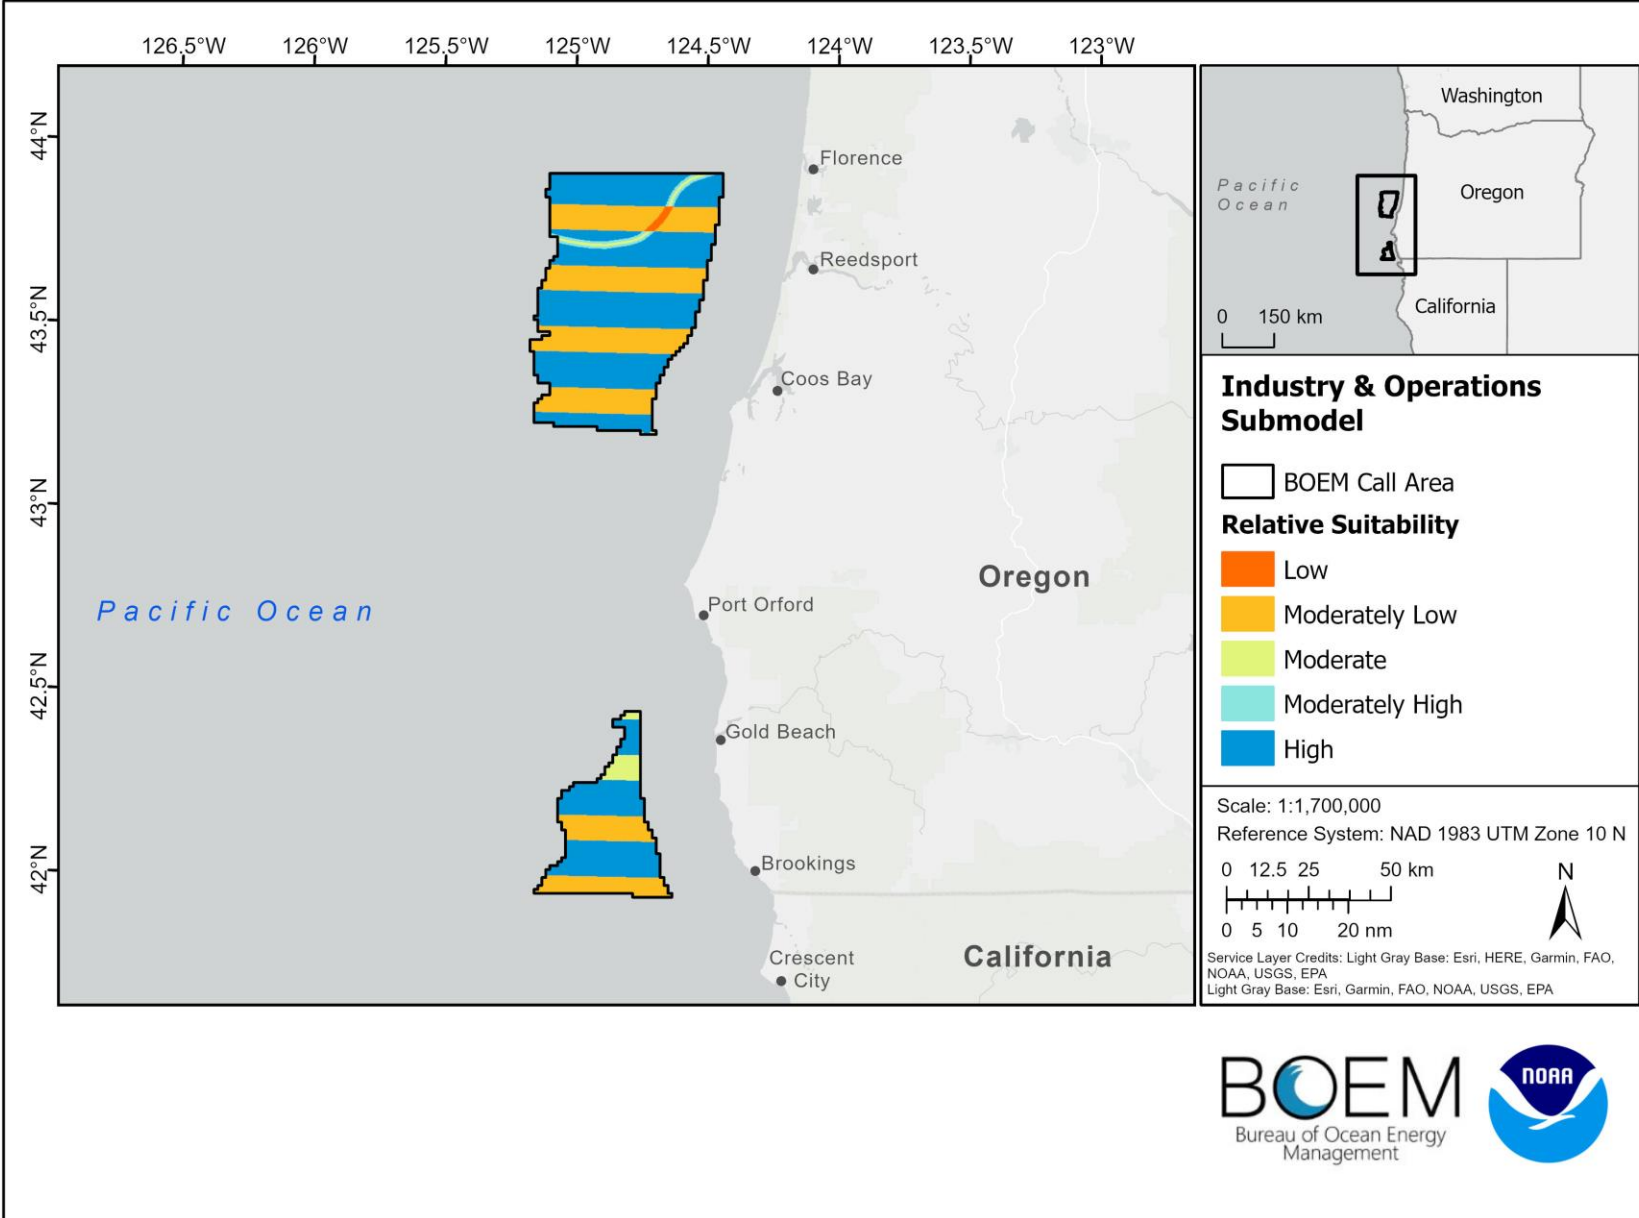 126.5°W 126°W 125.5°W 125°W 124.5°W 124°W 123.5°W 123°W
44°N
43.5°N
43°N
42.5°N
42°N
Florence
Reedsport
Coos Bay
Oregon
Port Orford
Pacific Ocean
Gold Beach
Brookings
California
Crescent
City
Washington
Pacific
Ocean
Oregon
California
0 150 km
Industry & Operations
Submodel
BOEM Call Area
Relative Suitability
Low
Moderately Low
Moderate
Moderately High
High
Scale: 1:1,700,000
Reference System: NAD 1983 UTM Zone 10 N
0 12.5 25 50 km
0 5 10 20 nm
N
Service Layer Credits: Light Gray Base: Esri, HERE, Garmin, FAO,
NOAA, USGS, EPA
Light Gray Base: Esri, Garmin, FAO, NOAA, USGS, EPA
BOEM
Bureau of Ocean Energy
Management
NOAA